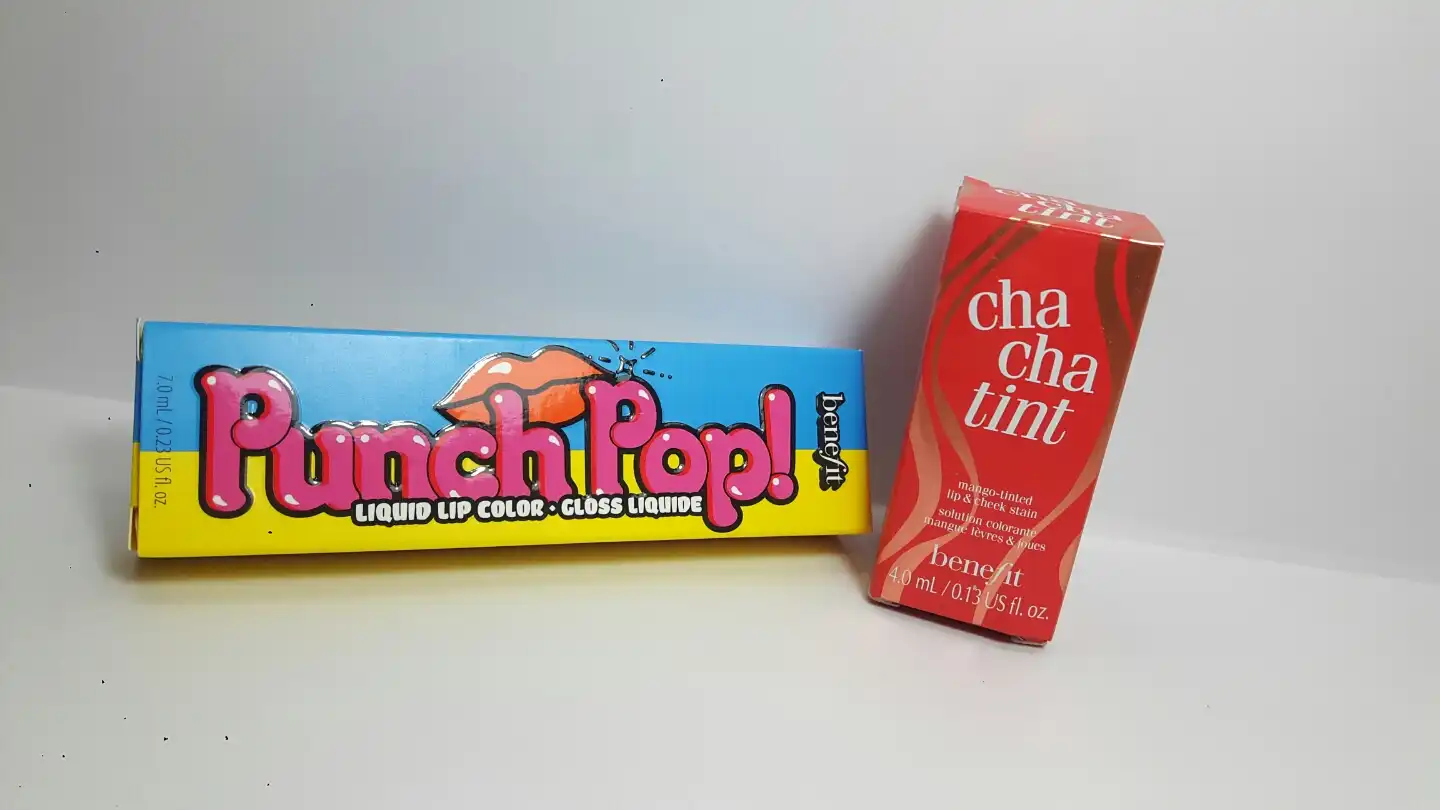 Punch Pop!
LIQUID LIP COLOR · GLOSS LIQUIDE
7.0 mL / 0.23 US fl. oz.
benefit
cha
cha
tint
cha
cha
tint
mango-tinted
lip & cheek stain
solution colorante
mangue lèvres & joues
benefit
4.0 mL / 0.13 US fl. oz.